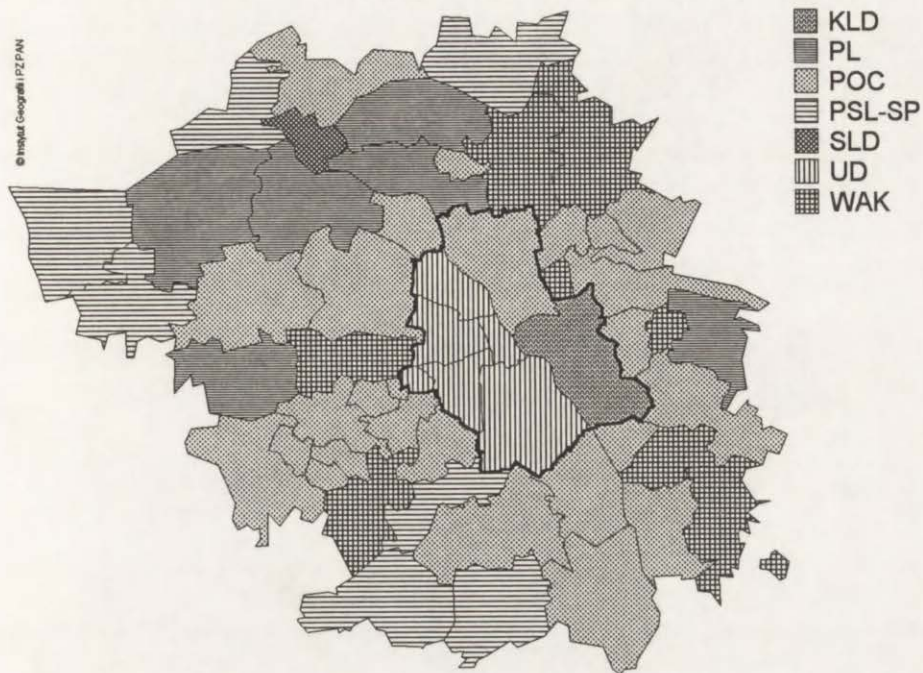 © Instytut Geografii PZ PAN
KLD
PL
POC
PSL-SP
SLD
UD
WAK